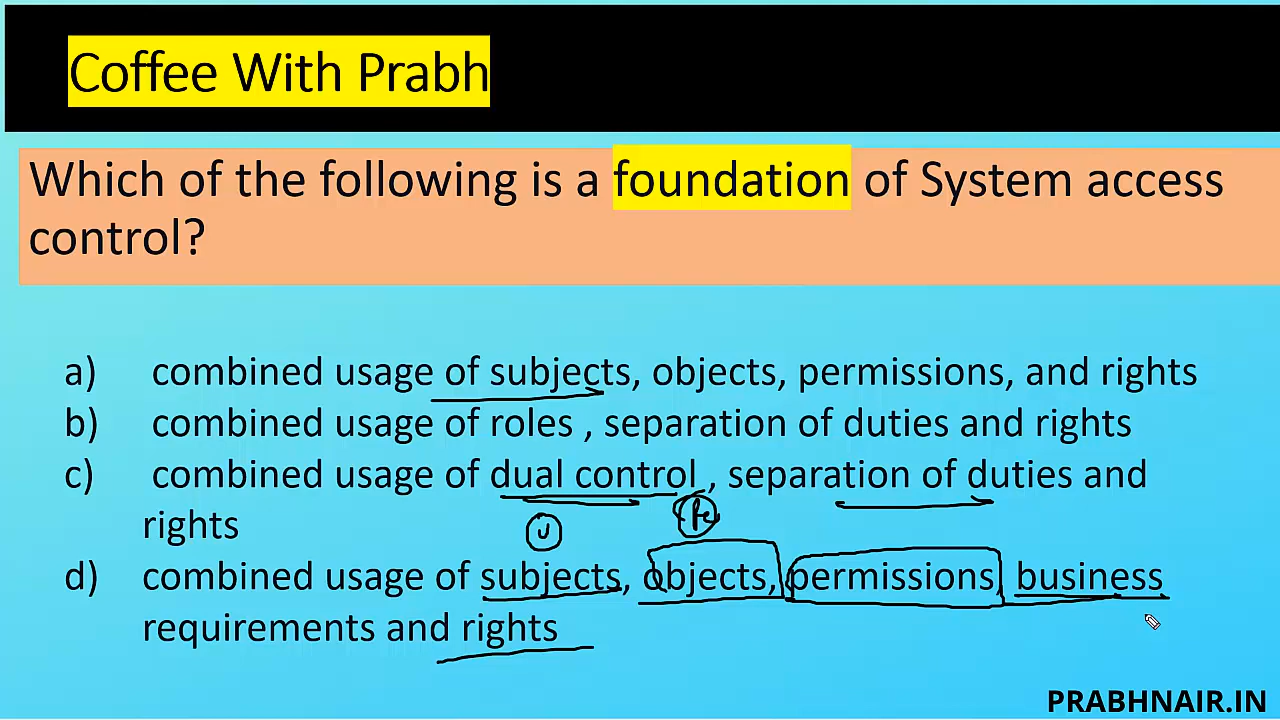 Coffee With Prabh
Which of the following is a foundation of System access
control?
a) combined usage of subjects, objects, permissions, and rights
b) combined usage of roles , separation of duties and rights
c) combined usage of dual control , separation of duties and
rights
d) combined usage of subjects, objects, permissions, business
requirements and rights
PRABHNAIR.IN